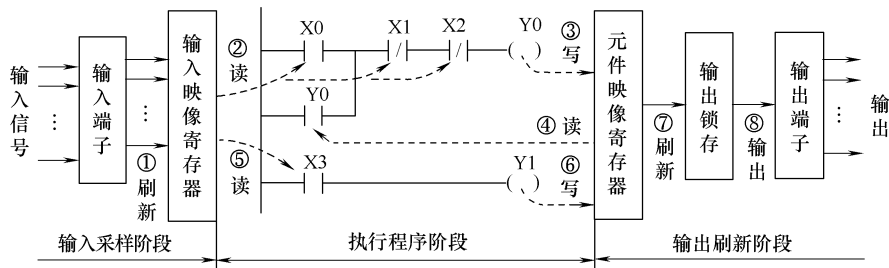 输入信号
输入端子
①刷新
输入映像寄存器
②读
X0
X1
X2
Y0
③写
Y0
④读
⑤读
X3
Y1
⑥写
元件映像寄存器
⑦刷新
输出锁存
⑧输出
输出端子
输出
输入采样阶段
执行程序阶段
输出刷新阶段